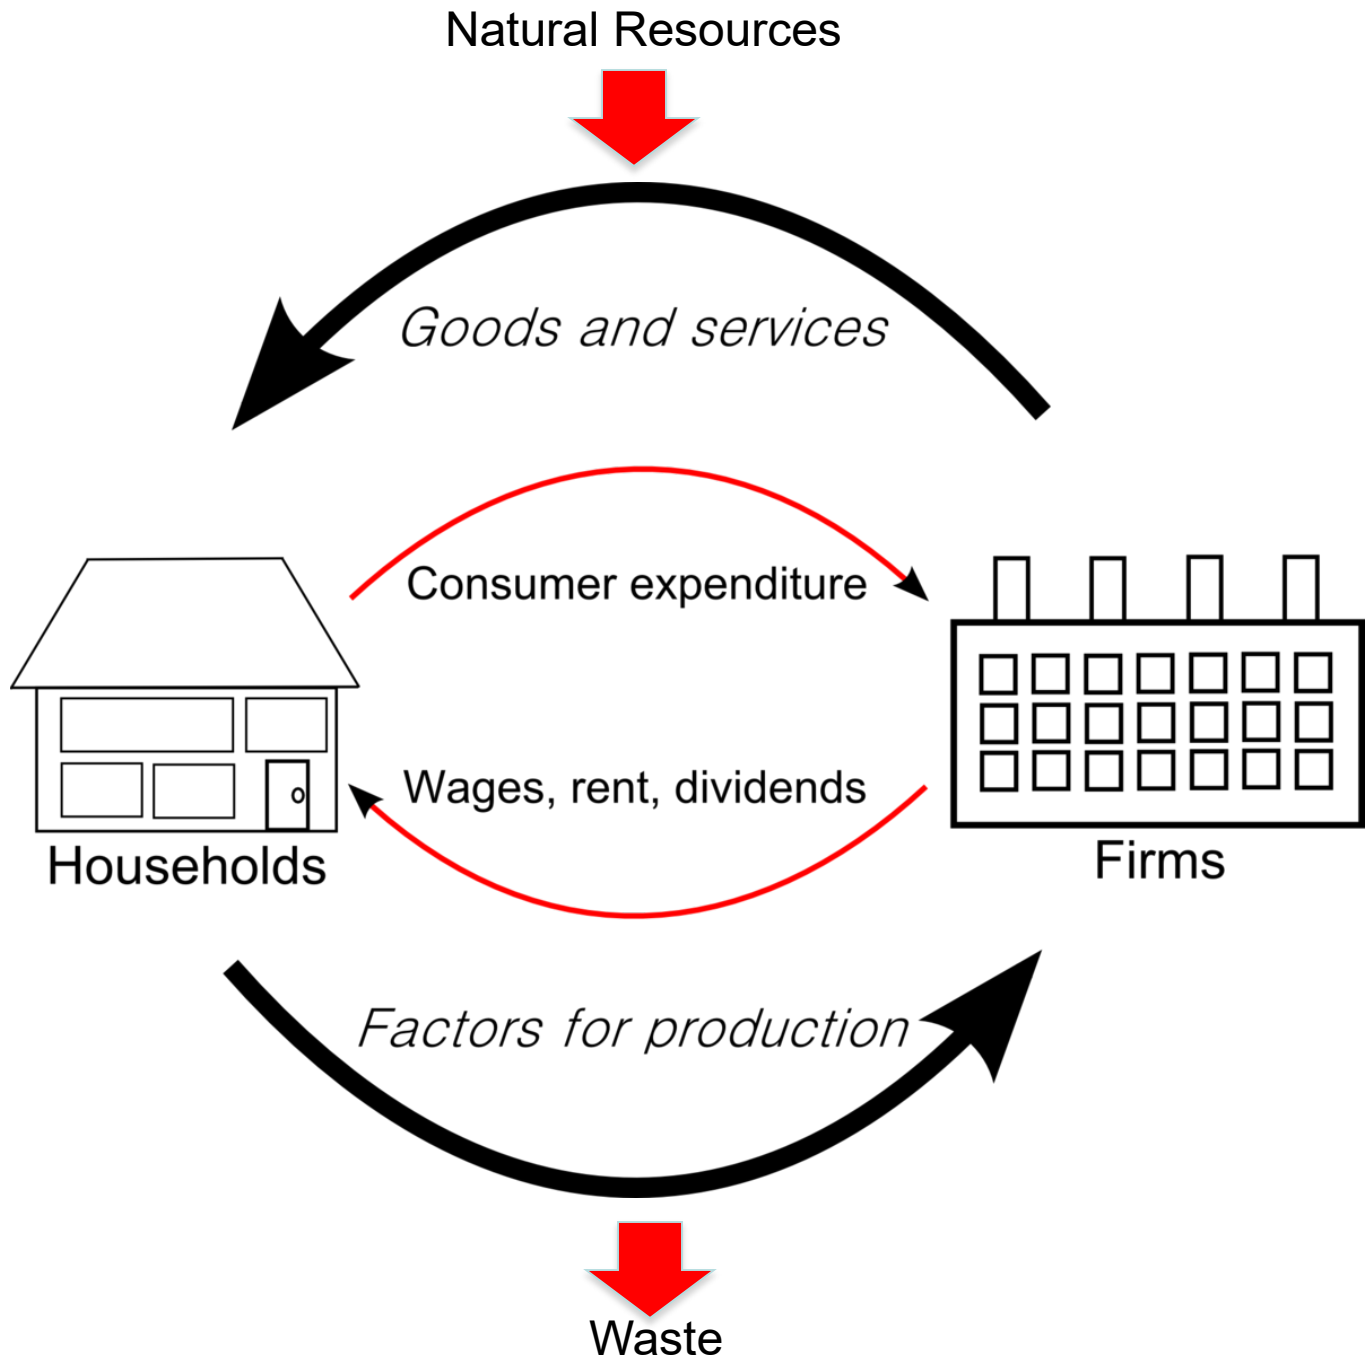 Natural Resources
Goods and services
Consumer expenditure
Wages, rent, dividends
Households
Firms
Factors for production
Waste